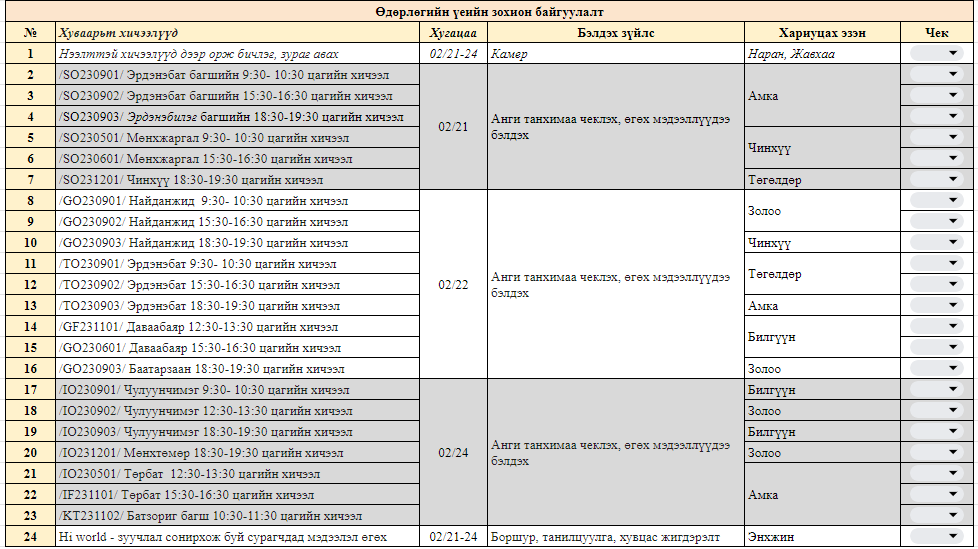 Өдөрлөгийн үеийн зохион байгуулалт
№ Хуваарьт хичээлүүд Хугацаа Бэлдэх зүйлс Хариуцах эзэн Чек
1 Нээлттэй хичээлүүд дээр орж бичлэг, зураг авах 02/21-24 Камер Наран, Жавхаа
2 /SO230901/ Эрдэнэбат багшийн 9:30- 10:30 цагийн хичээл
3 /SO230902/ Эрдэнэбат багшийн 15:30-16:30 цагийн хичээл Амка
4 /SO230903/ Эрдэнэбилэг багшийн 18:30-19:30 цагийн хичээл
02/21 Анги танхимаа чеклэх, өгөх мэдээллүүдээ
бэлдэх
5 /SO230501/ Мөнхжаргал 9:30- 10:30 цагийн хичээл
Чинхүү
6 /SO230601/ Мөнхжаргал 15:30-16:30 цагийн хичээл
7 /SO231201/ Чинхүү 18:30-19:30 цагийн хичээл Төгөлдөр
8 /GO230901/ Найданжид 9:30- 10:30 цагийн хичээл
Золоо
9 /GO230902/ Найданжид 15:30-16:30 цагийн хичээл
10 /GO230903/ Найданжид 18:30-19:30 цагийн хичээл Чинхүү
11 /TO230901/ Эрдэнэбат 9:30- 10:30 цагийн хичээл
Төгөлдөр
12 /TO230902/ Эрдэнэбат 15:30-16:30 цагийн хичээл
02/22 Анги танхимаа чеклэх, өгөх мэдээллүүдээ
бэлдэх
13 /TO230903/ Эрдэнэбат 18:30-19:30 цагийн хичээл Амка
14 /GF231101/ Даваабаяр 12:30-13:30 цагийн хичээл
Билгүүн
15 /GO230601/ Даваабаяр 15:30-16:30 цагийн хичээл
16 /GO230903/ Баатарзаан 18:30-19:30 цагийн хичээл Золоо
17 /IO230901/ Чулуунчимэг 9:30- 10:30 цагийн хичээл Билгүүн
18 /IO230902/ Чулуунчимэг 12:30-13:30 цагийн хичээл Золоо
19 /IO230903/ Чулуунчимэг 18:30-19:30 цагийн хичээл Билгүүн
20 /IO231201/ Мөнхтөмөр 18:30-19:30 цагийн хичээл Золоо
02/24 Анги танхимаа чеклэх, өгөх мэдээллүүдээ
бэлдэх
21 /IO230501/ Төрбат 12:30-13:30 цагийн хичээл
22 /IF231101/ Төрбат 15:30-16:30 цагийн хичээл Амка
23 /KT231102/ Батзориг багш 10:30-11:30 цагийн хичээл
24 Hi world - зуучлал сонирхож буй сурагчдад мэдээлэл өгөх 02/21-24 Боршур, танилцуулга, хувцас жигдэрэлт Энхжин